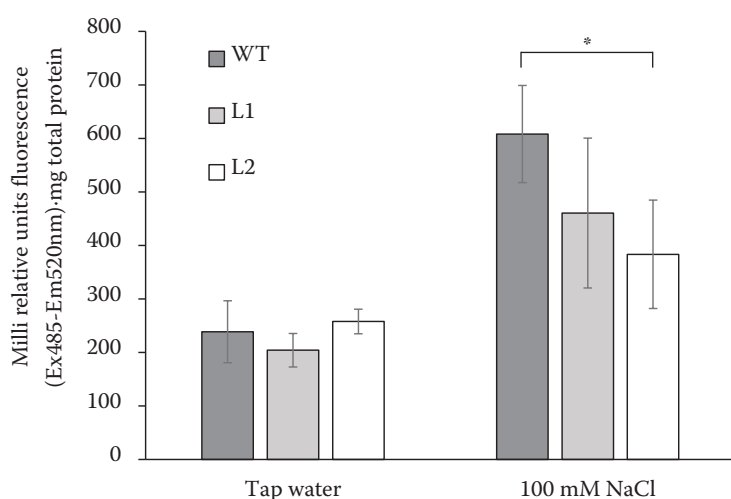 Milli relative units fluorescence
(Ex485-Em520nm)·mg total protein
800
700
600
500
400
300
200
100
0
WT
L1
L2
*
Tap water
100 mM NaCl